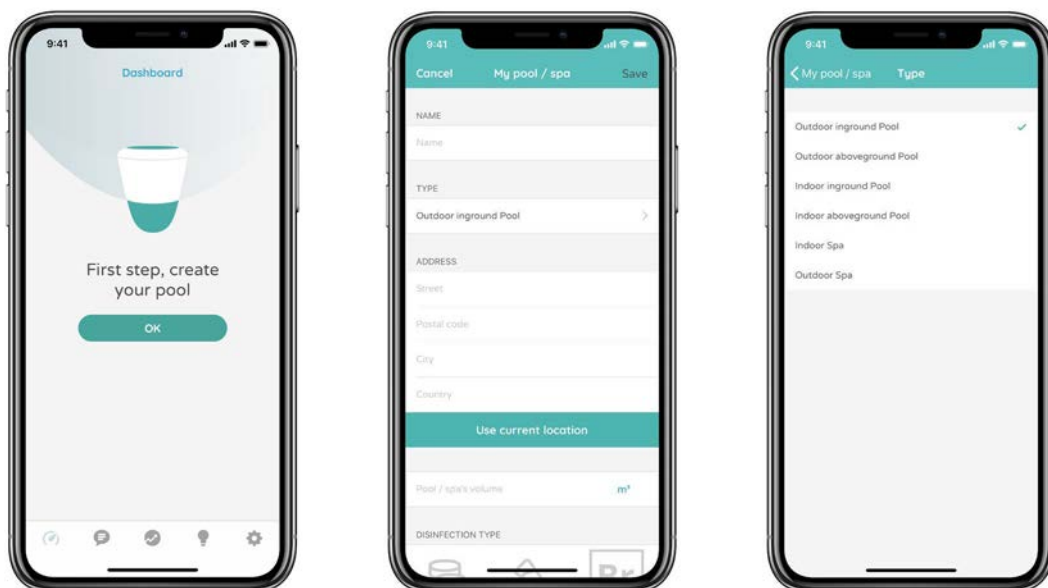 9:41
Dashboard
First step, create
your pool
OK
9:41
Cancel My pool / spa Save
NAME
Name
TYPE
Outdoor inground Pool
ADDRESS
Street
Postal code
City
Country
Use current location
Pool / spa's volume m³
DISINFECTION TYPE
Br
9:41
My pool / spa Type
Outdoor inground Pool
Outdoor aboveground Pool
Indoor inground Pool
Indoor aboveground Pool
Indoor Spa
Outdoor Spa